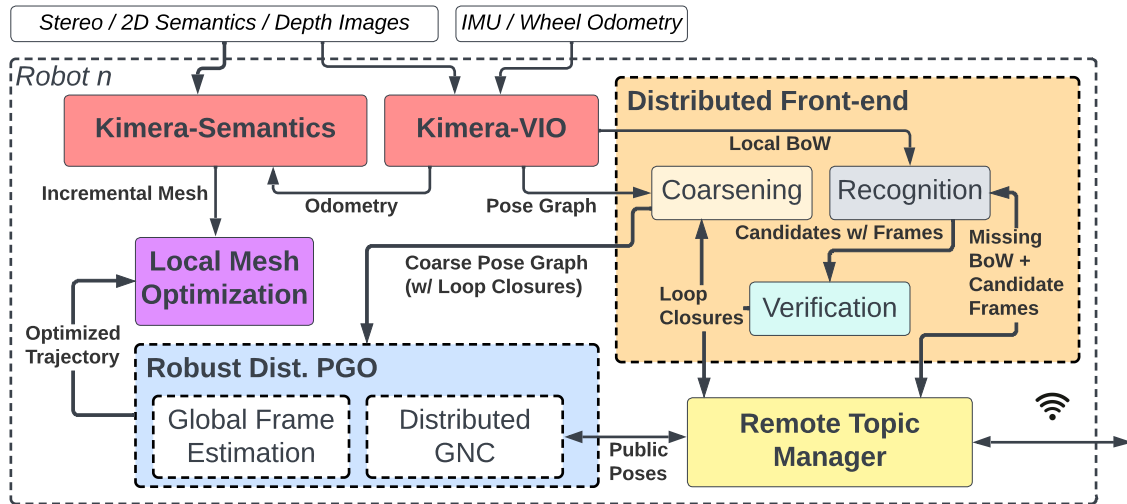 Stereo / 2D Semantics / Depth Images
IMU / Wheel Odometry
Robot n
Kimera-Semantics
Kimera-VIO
Distributed Front-end
Local BoW
Coarsening
Recognition
Incremental Mesh
Odometry
Pose Graph
Candidates w/ Frames
Missing
BoW +
Candidate
Frames
Local Mesh
Optimization
Coarse Pose Graph
(w/ Loop Closures)
Loop
Closures
Verification
Optimized
Trajectory
Robust Dist. PGO
Global Frame
Estimation
Distributed
GNC
Public
Poses
Remote Topic
Manager